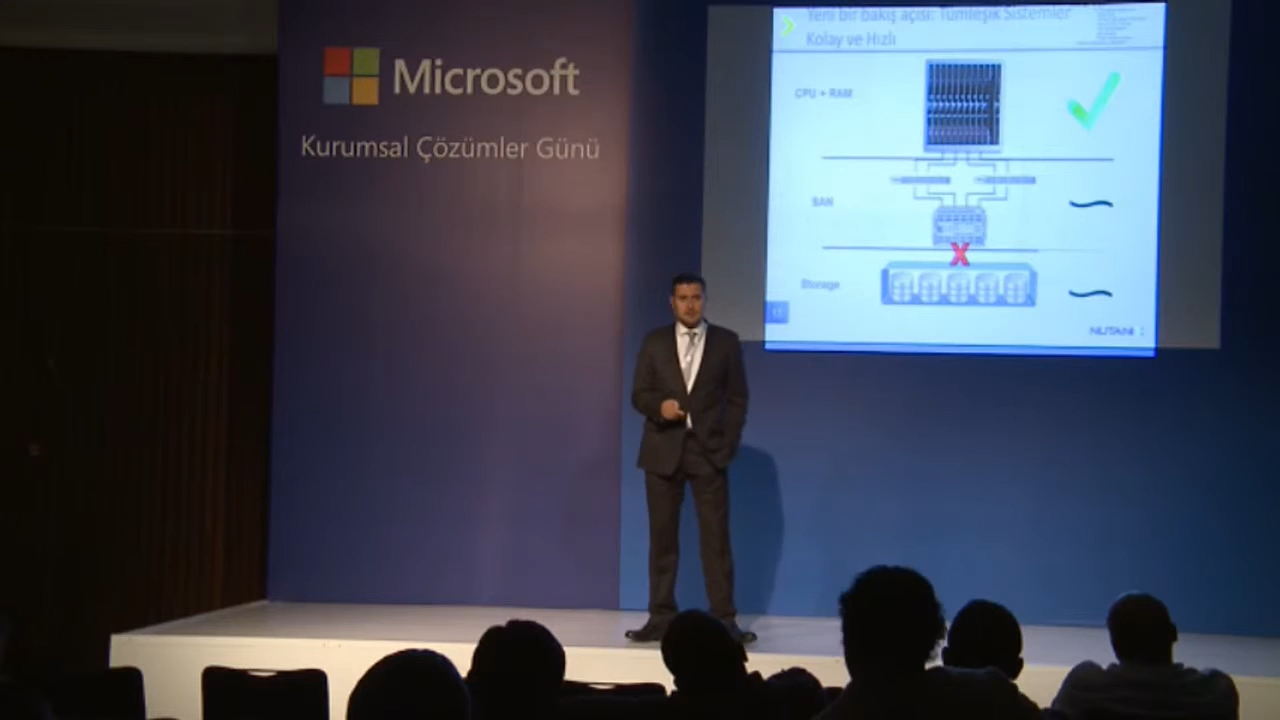 Microsoft
Kurumsal Çözümler Günü
Yeni bir bakış açısı: Tümleşik Sistemler
Kolay ve Hızlı
CPU + RAM
SAN
X
Storage